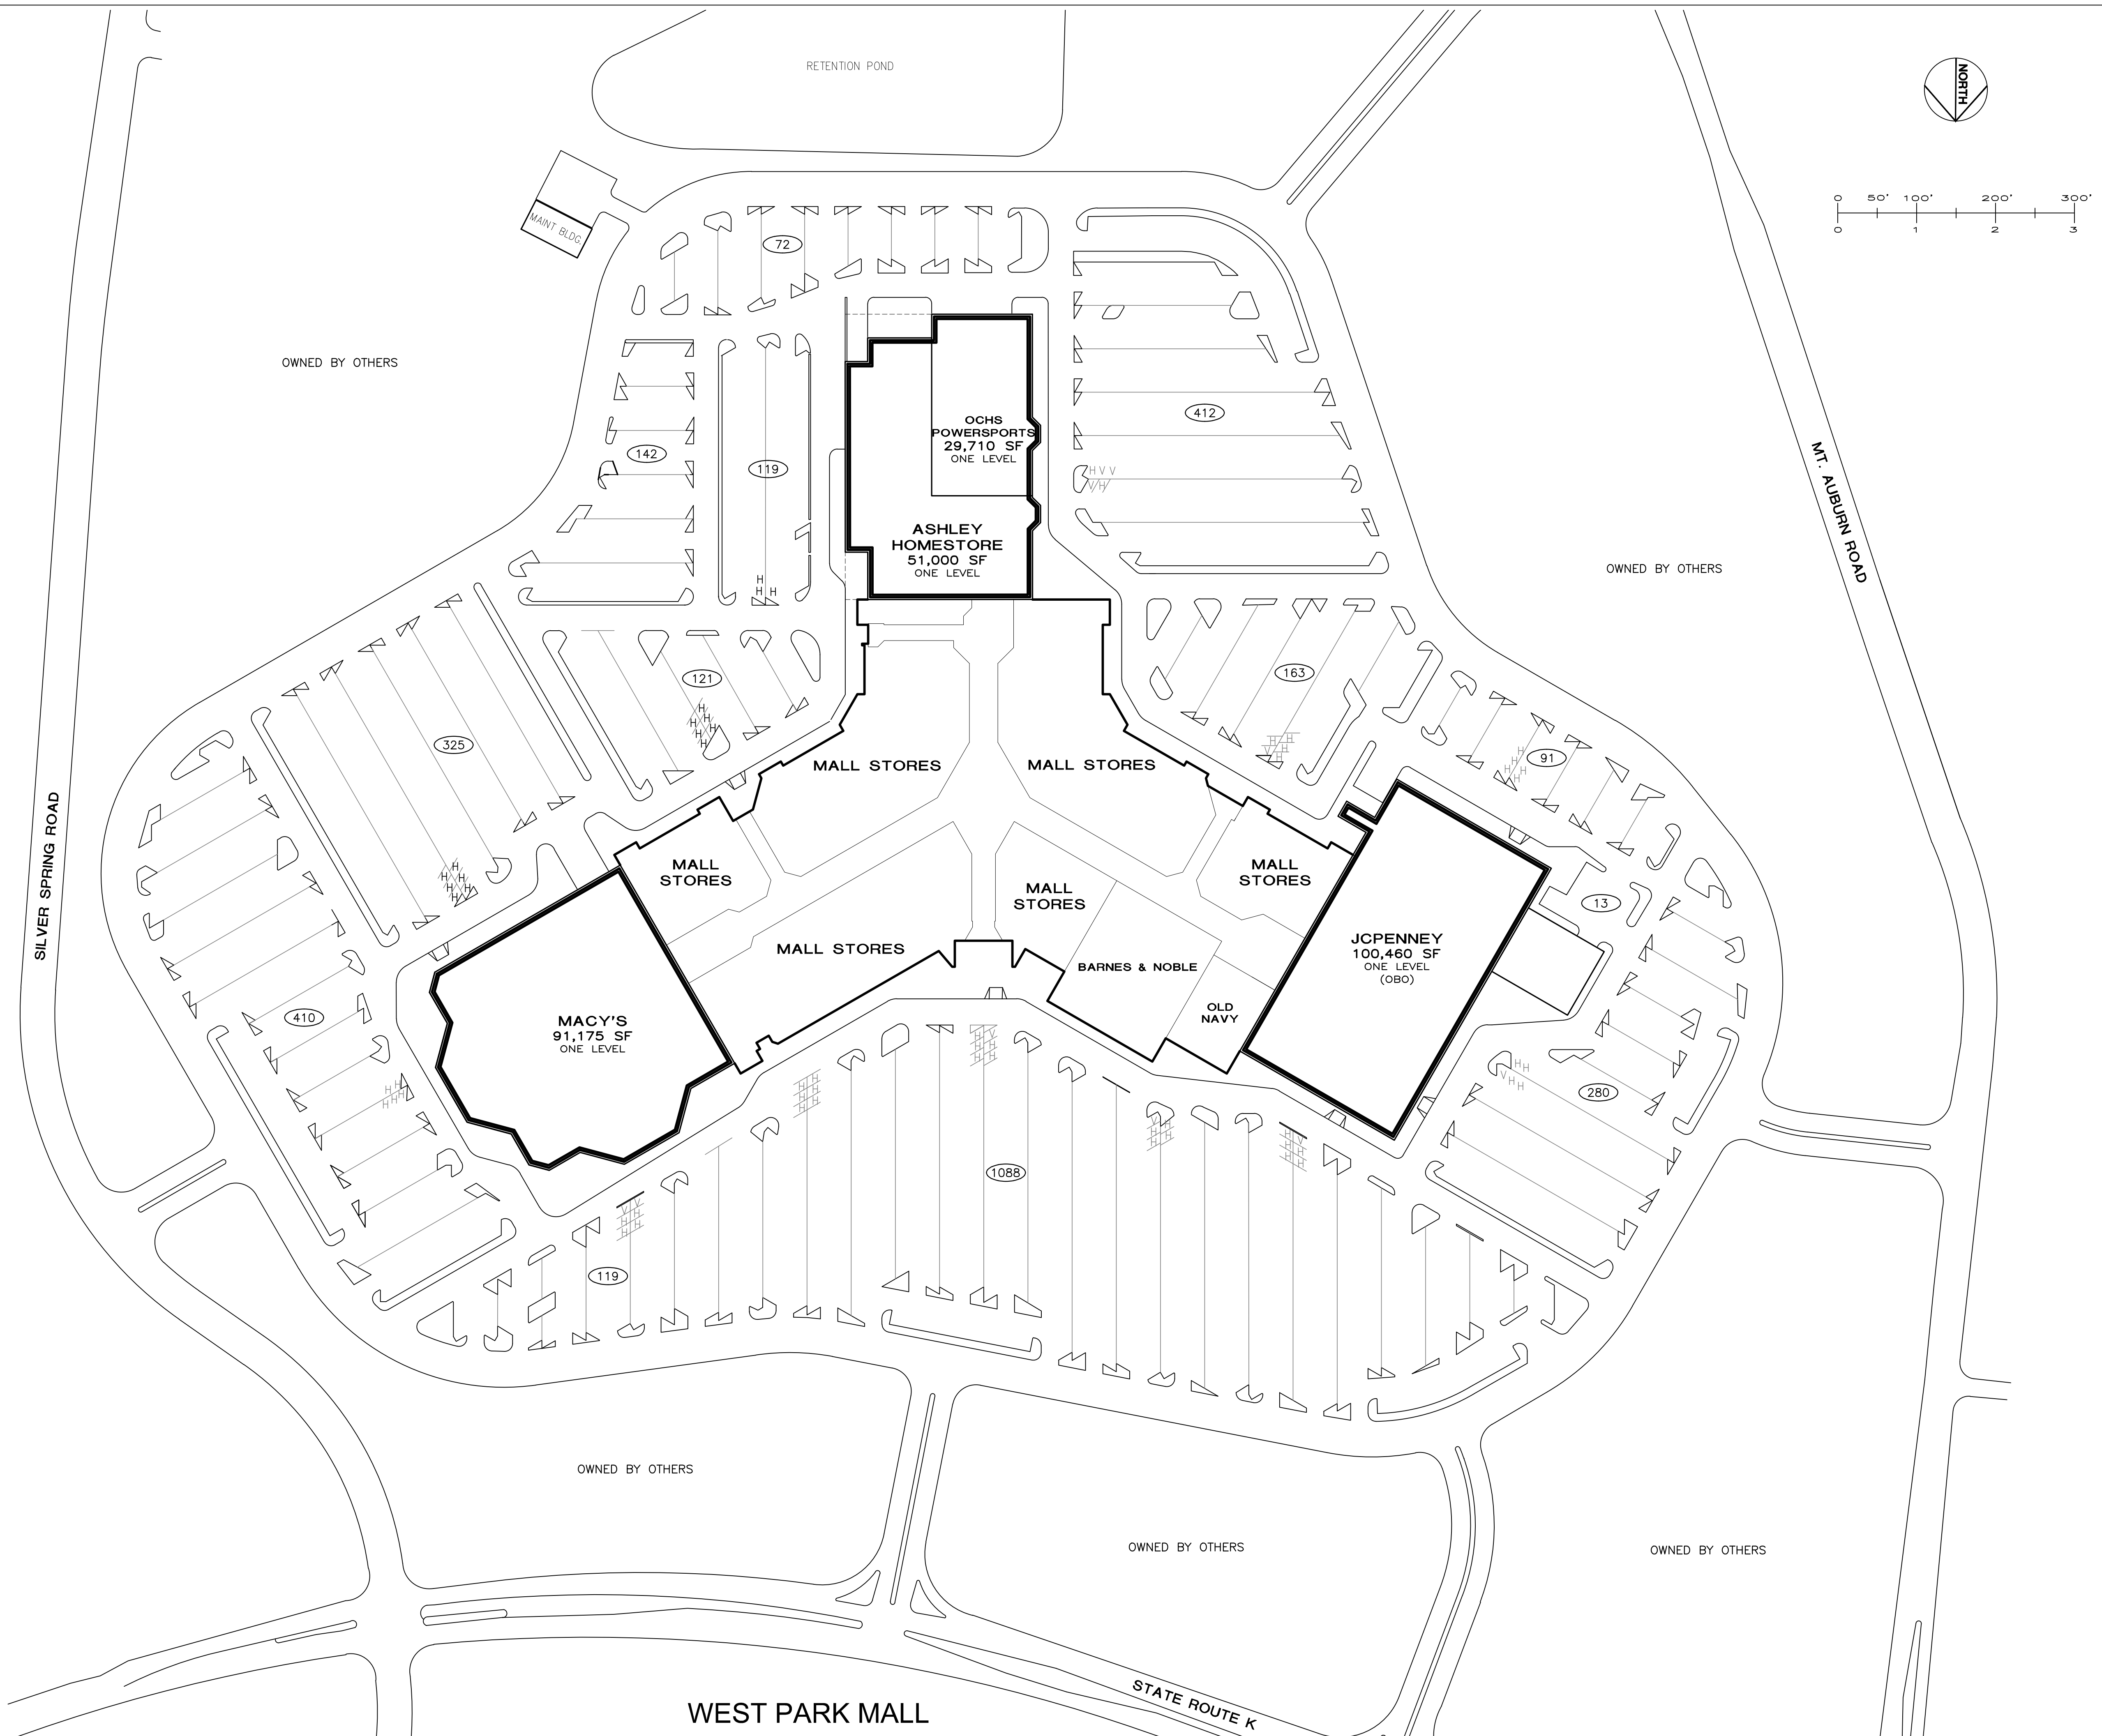 RETENTION POND
NORTH
MAINT BLDG.
0 50' 100' 200' 300'
0 1 2 3
72
OWNED BY OTHERS
412
142
119
OCHS
POWERSPORTS
29,710 SF
ONE LEVEL
H V V
V H
MT. AUBURN ROAD
ASHLEY
HOMESTORE
51,000 SF
ONE LEVEL
OWNED BY OTHERS
H
H H
121
163
325
91
MALL STORES
MALL STORES
SILVER SPRING ROAD
MALL
STORES
MALL
STORES
MALL
STORES
13
MALL STORES
BARNES & NOBLE
JCPENNEY
100,460 SF
ONE LEVEL
(OBO)
OLD
NAVY
410
MACY'S
91,175 SF
ONE LEVEL
H H
V H H
280
1088
119
OWNED BY OTHERS
OWNED BY OTHERS
OWNED BY OTHERS
STATE ROUTE K
WEST PARK MALL